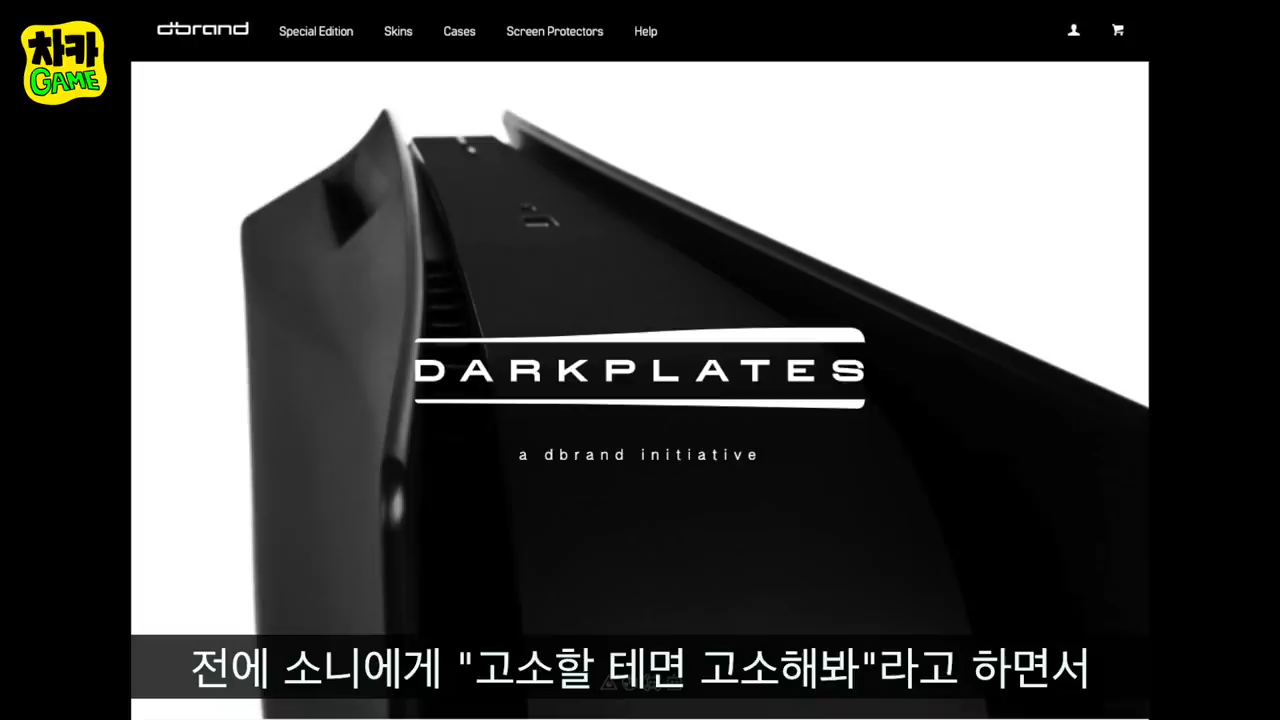 차카
GAME
dbrand Special Edition Skins Cases Screen Protectors Help
DARKPLATES
a dbrand initiative
전에 소니에게 "고소할 테면 고소해봐"라고 하면서